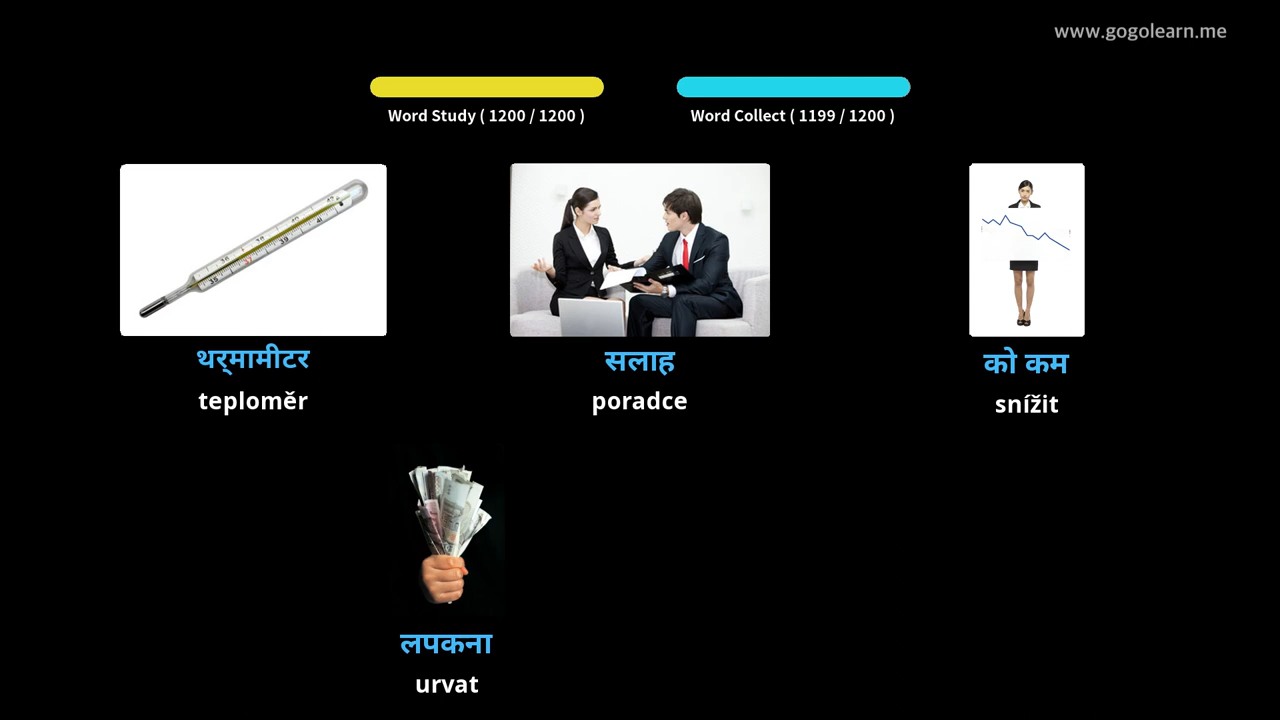 www.gogolearn.me
Word Study ( 1200 / 1200 )
Word Collect ( 1199 / 1200 )
थर्‌मामीटर
teploměr
सलाह
poradce
को कम
snížit
लपकना
urvat